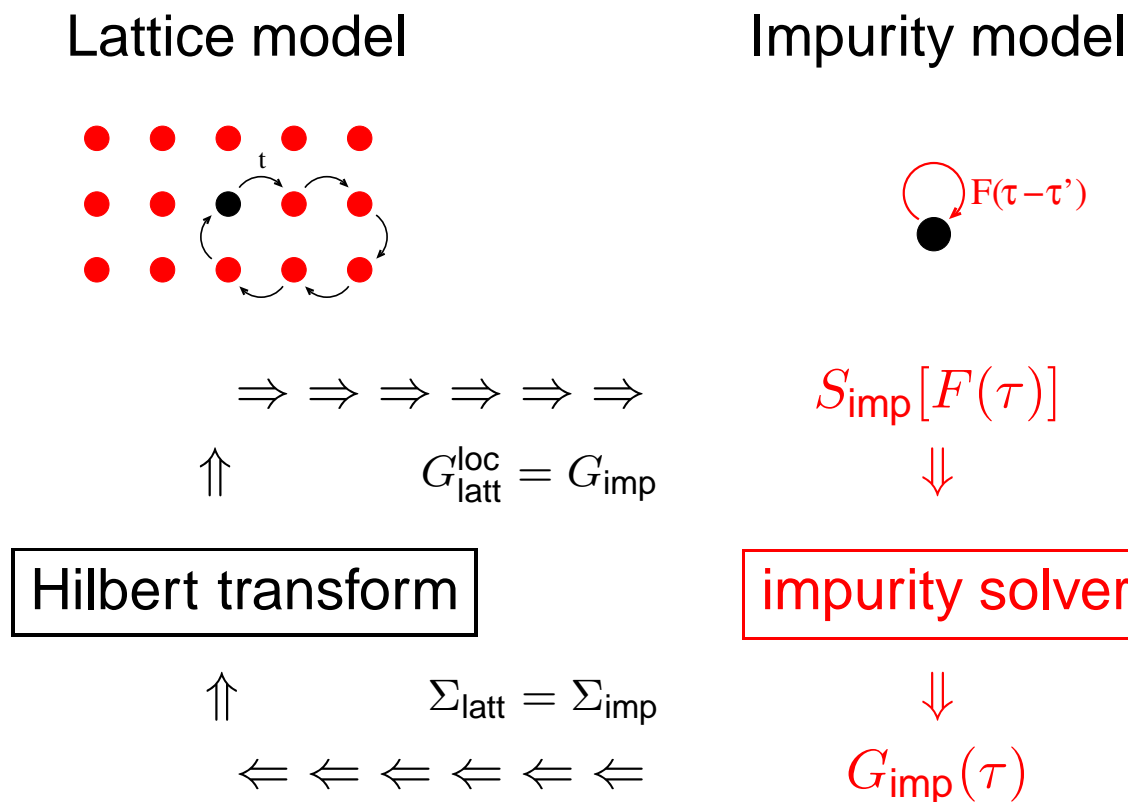 Lattice model
Impurity model
t
F(τ−τ')
⇒ ⇒ ⇒ ⇒ ⇒ ⇒
S_imp[F(τ)]
⇑
G_latt^loc = G_imp
⇓
Hilbert transform
impurity solver
⇑
Σ_latt = Σ_imp
⇓
⇐ ⇐ ⇐ ⇐ ⇐ ⇐
G_imp(τ)